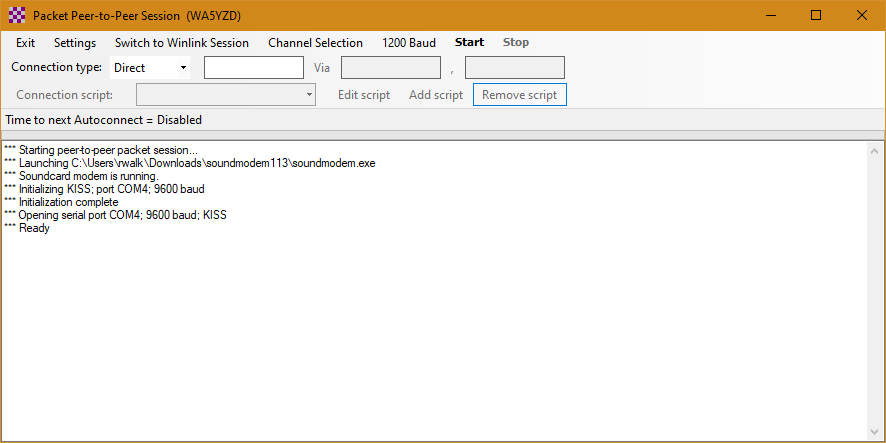 Packet Peer-to-Peer Session (WA5YZD)
Exit Settings Switch to Winlink Session Channel Selection 1200 Baud Start Stop
Connection type: Direct Via ,
Connection script: Edit script Add script Remove script
Time to next Autoconnect = Disabled
*** Starting peer-to-peer packet session...
*** Launching C:\Users\rwalk\Downloads\soundmodem113\soundmodem.exe
*** Soundcard modem is running.
*** Initializing KISS; port COM4; 9600 baud
*** Initialization complete
*** Opening serial port COM4; 9600 baud; KISS
*** Ready